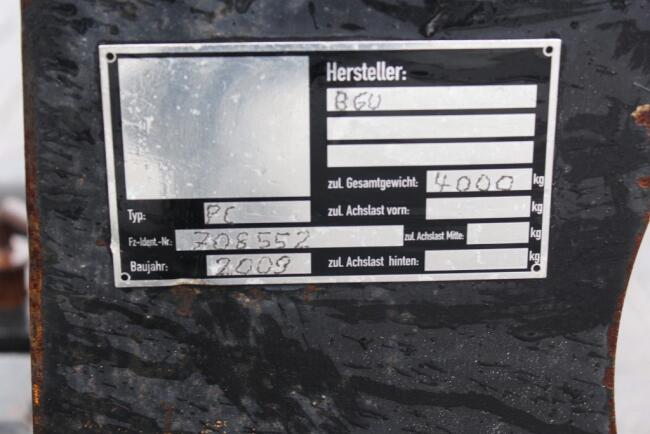 Hersteller:
BGU
zul. Gesamtgewicht: 4000 kg
Typ: PC
zul. Achslast vorn: kg
Fz-Ident.-Nr.: 708552
zul. Achslast Mitte: kg
Baujahr: 2009
zul. Achslast hinten: kg